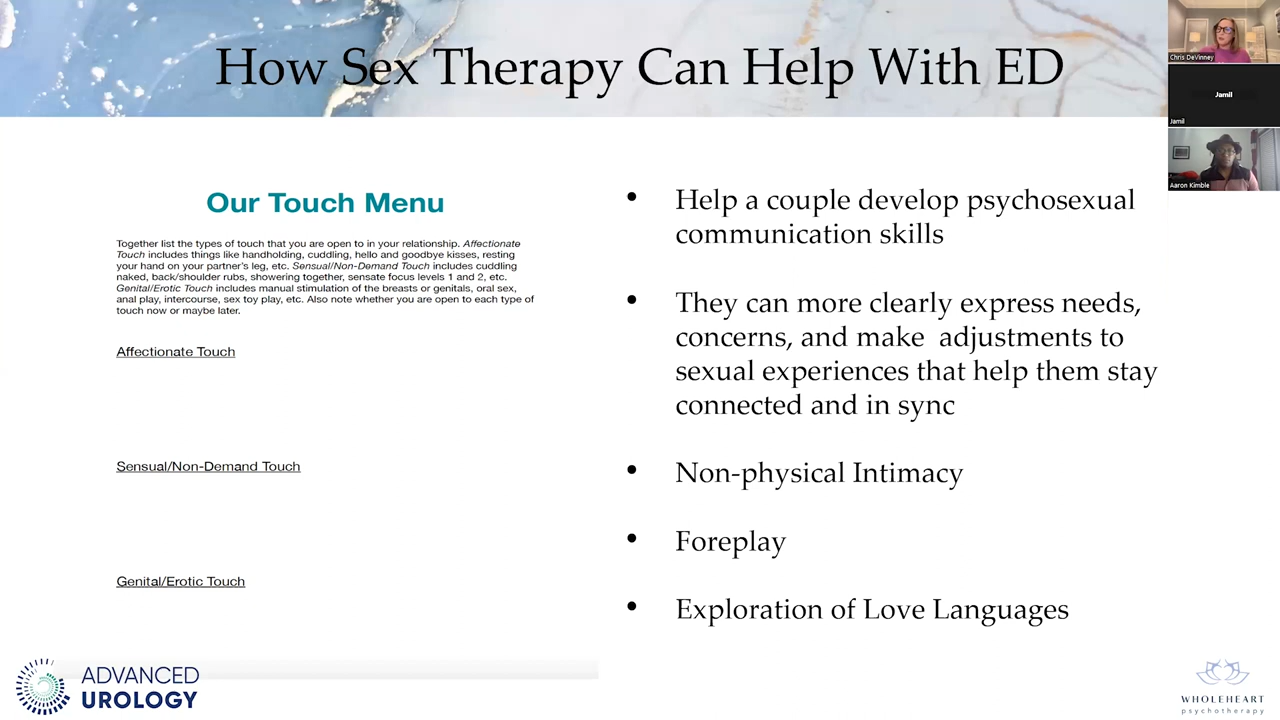 How Sex Therapy Can Help With ED
Our Touch Menu
Together list the types of touch that you are open to in your relationship. Affectionate
Touch includes things like handholding, cuddling, hello and goodbye kisses, resting
your hand on your partner's leg, etc. Sensual/Non-Demand Touch includes cuddling
naked, back/shoulder rubs, showering together, sensate focus levels 1 and 2, etc.
Genital/Erotic Touch includes manual stimulation of the breasts or genitals, oral sex,
anal play, intercourse, sex toy play, etc. Also note whether you are open to each type of
touch now or maybe later.
Affectionate Touch
Sensual/Non-Demand Touch
Genital/Erotic Touch
• Help a couple develop psychosexual
communication skills
• They can more clearly express needs,
concerns, and make adjustments to
sexual experiences that help them stay
connected and in sync
• Non-physical Intimacy
• Foreplay
• Exploration of Love Languages
ADVANCED
UROLOGY
WHOLEHEART
psychotherapy
Chris DeVinney
Jamil
Jamil
Aaron Kimble